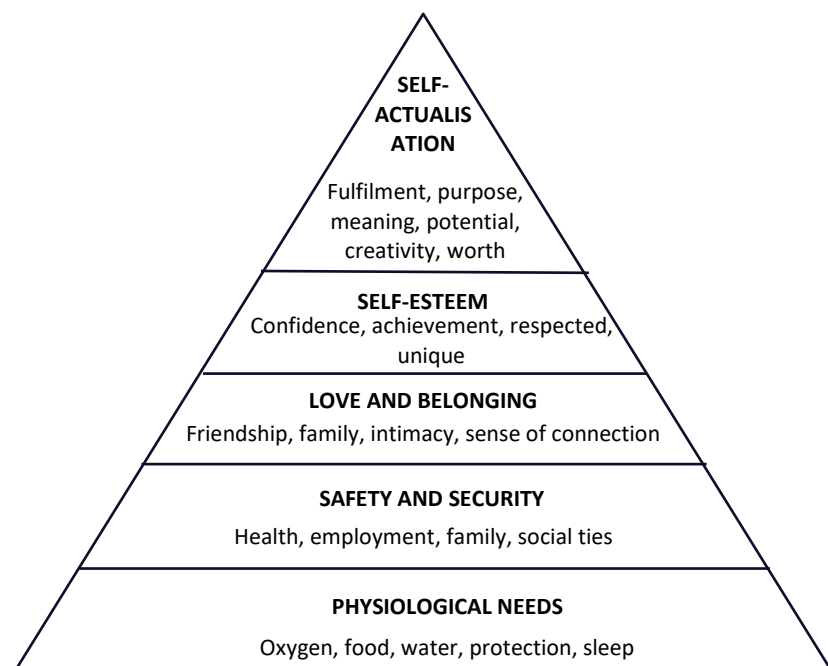 SELF-
ACTUALIS
ATION
Fulfilment, purpose,
meaning, potential,
creativity, worth
SELF-ESTEEM
Confidence, achievement, respected,
unique
LOVE AND BELONGING
Friendship, family, intimacy, sense of connection
SAFETY AND SECURITY
Health, employment, family, social ties
PHYSIOLOGICAL NEEDS
Oxygen, food, water, protection, sleep